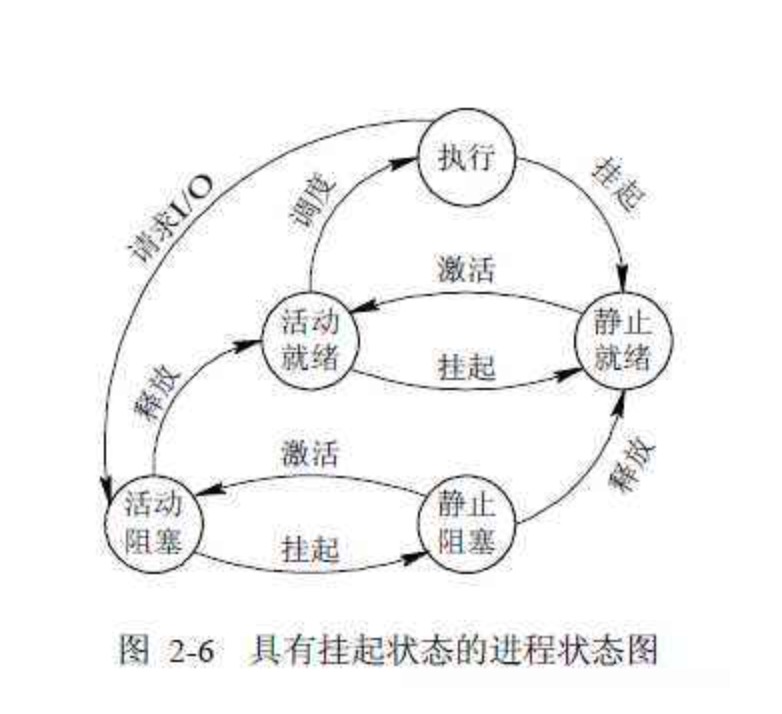 执行
挂起
调度
请求I/O
激活
活动
就绪
静止
就绪
挂起
释放
激活
释放
活动
阻塞
静止
阻塞
挂起
图 2-6 具有挂起状态的进程状态图